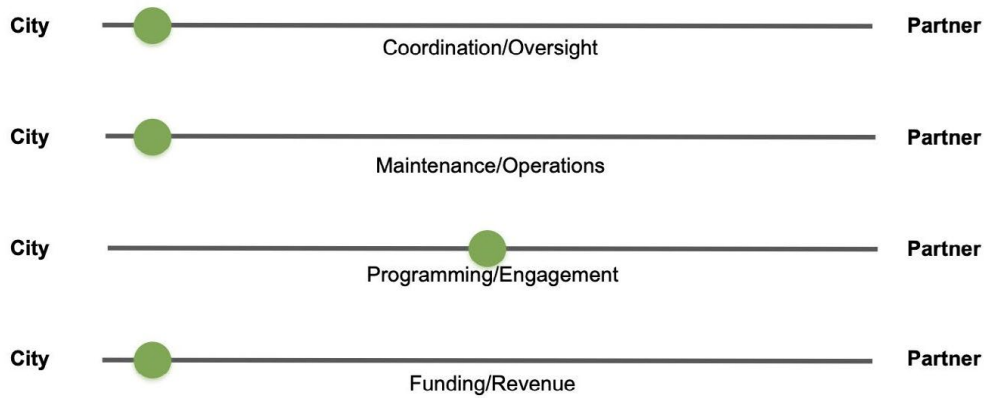 City Partner
Coordination/Oversight
City Partner
Maintenance/Operations
City Partner
Programming/Engagement
City Partner
Funding/Revenue